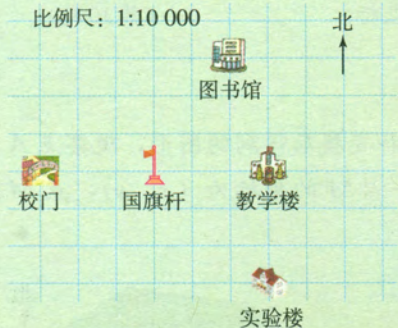 比例尺：1:10 000
北
图书馆
校门 国旗杆 教学楼
实验楼